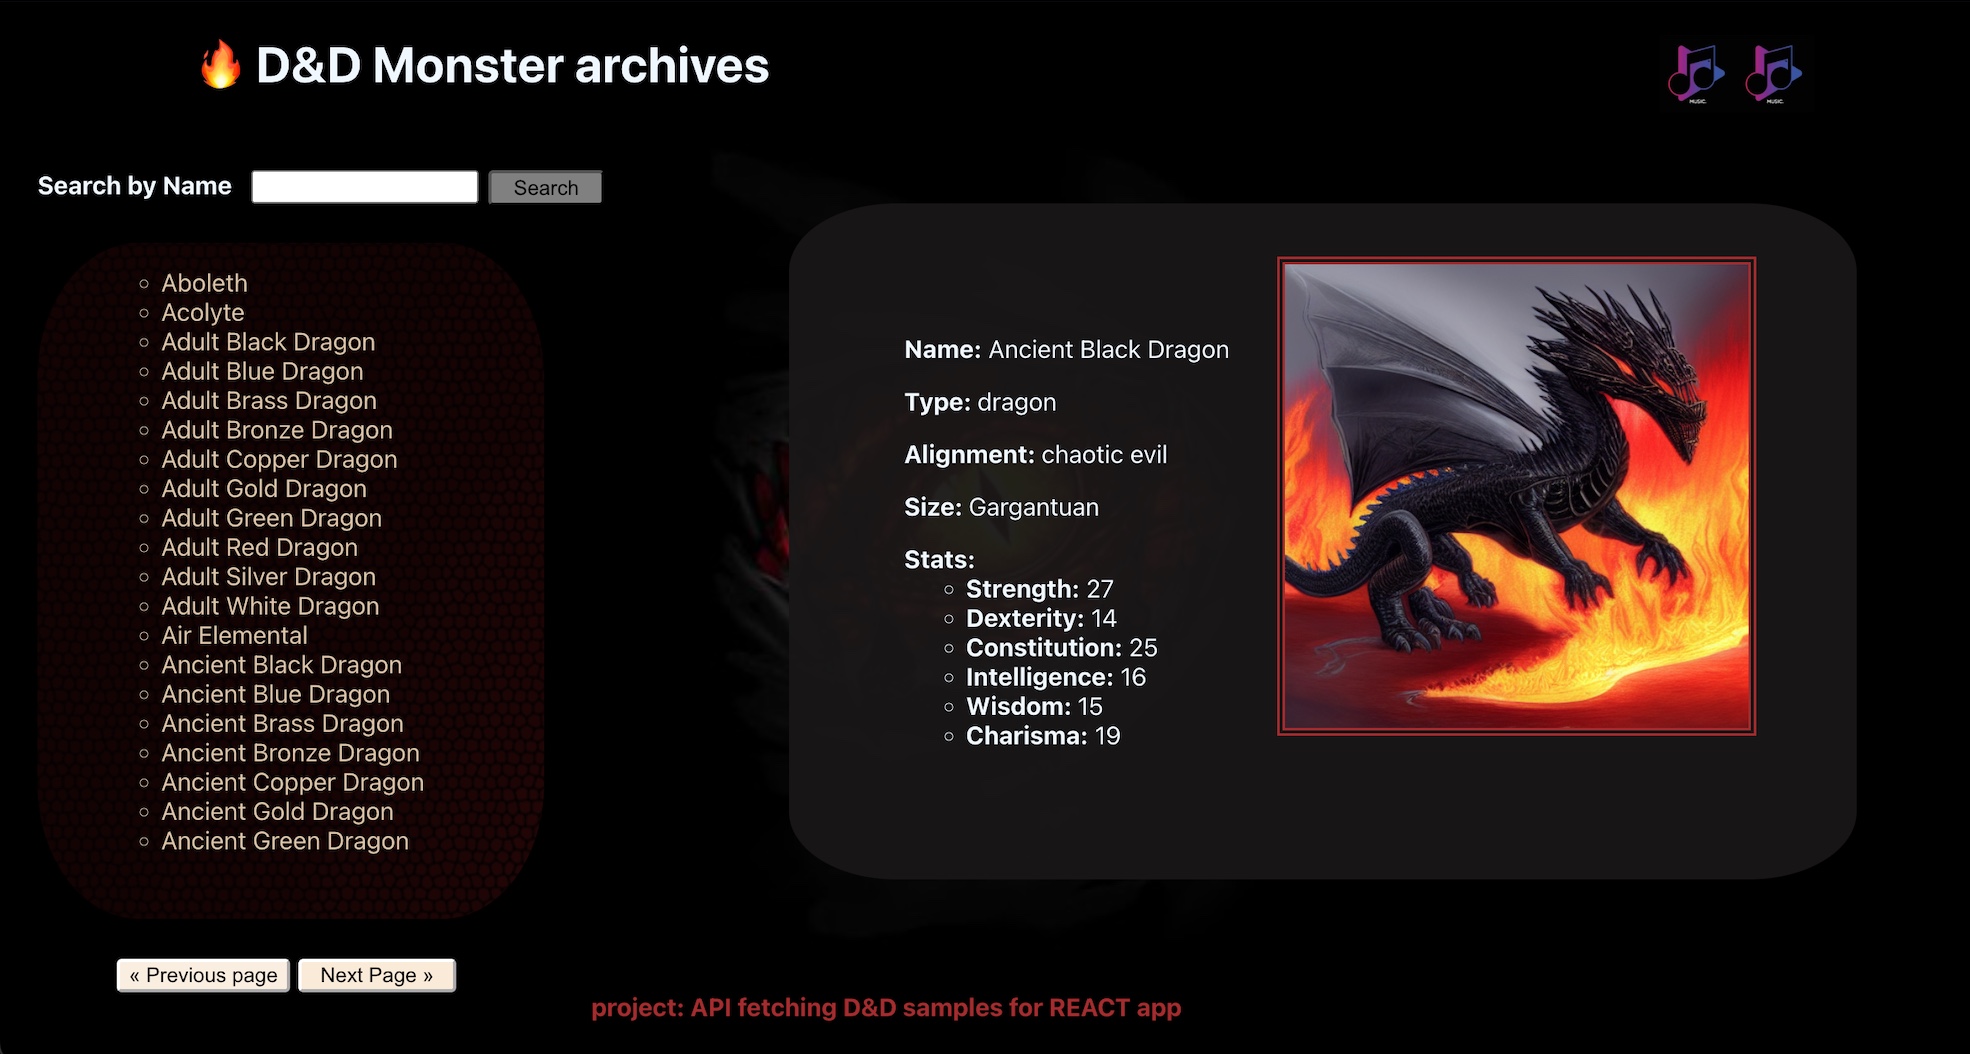 🔥 D&D Monster archives
MUSIC.
MUSIC.
Search by Name
Search
Aboleth
Acolyte
Adult Black Dragon
Adult Blue Dragon
Adult Brass Dragon
Adult Bronze Dragon
Adult Copper Dragon
Adult Gold Dragon
Adult Green Dragon
Adult Red Dragon
Adult Silver Dragon
Adult White Dragon
Air Elemental
Ancient Black Dragon
Ancient Blue Dragon
Ancient Brass Dragon
Ancient Bronze Dragon
Ancient Copper Dragon
Ancient Gold Dragon
Ancient Green Dragon
« Previous page
Next Page »
Name: Ancient Black Dragon
Type: dragon
Alignment: chaotic evil
Size: Gargantuan
Stats:
Strength: 27
Dexterity: 14
Constitution: 25
Intelligence: 16
Wisdom: 15
Charisma: 19
project: API fetching D&D samples for REACT app